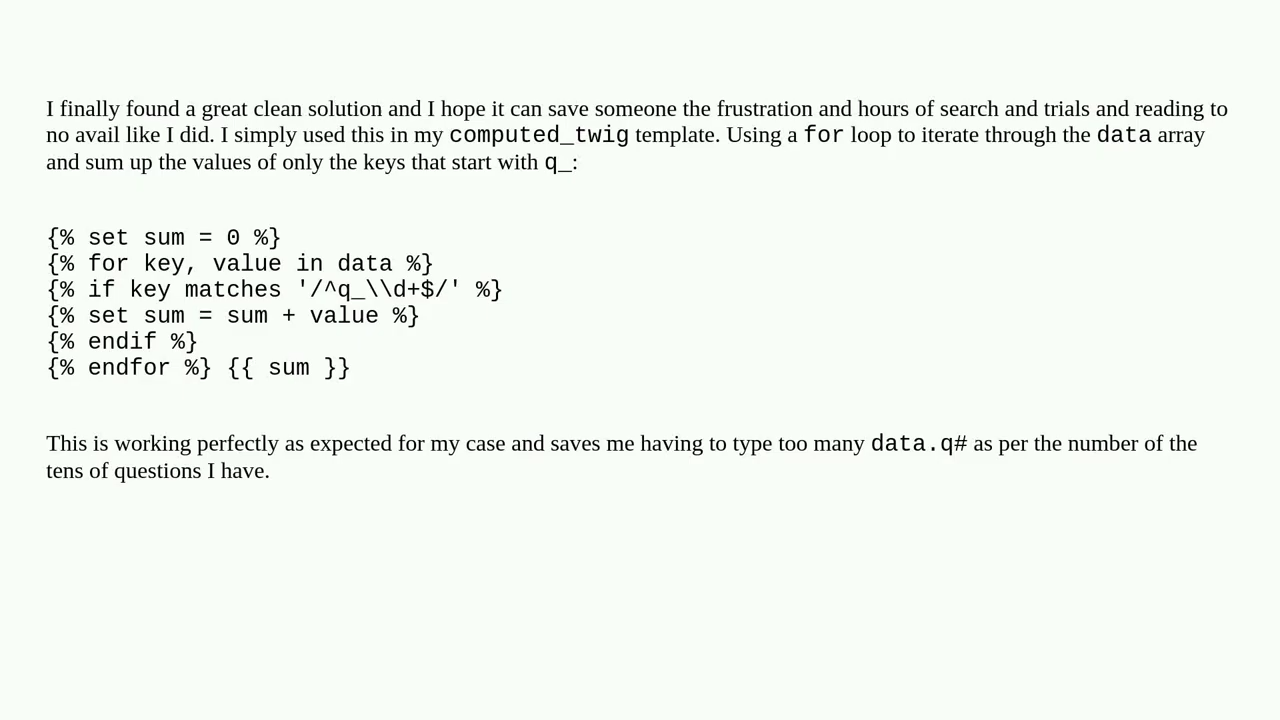 I finally found a great clean solution and I hope it can save someone the frustration and hours of search and trials and reading to
no avail like I did. I simply used this in my computed_twig template. Using a for loop to iterate through the data array
and sum up the values of only the keys that start with q_:
{% set sum = 0 %}
{% for key, value in data %}
{% if key matches '/^q_\\d+$/' %}
{% set sum = sum + value %}
{% endif %}
{% endfor %} {{ sum }}
This is working perfectly as expected for my case and saves me having to type too many data.q# as per the number of the
tens of questions I have.